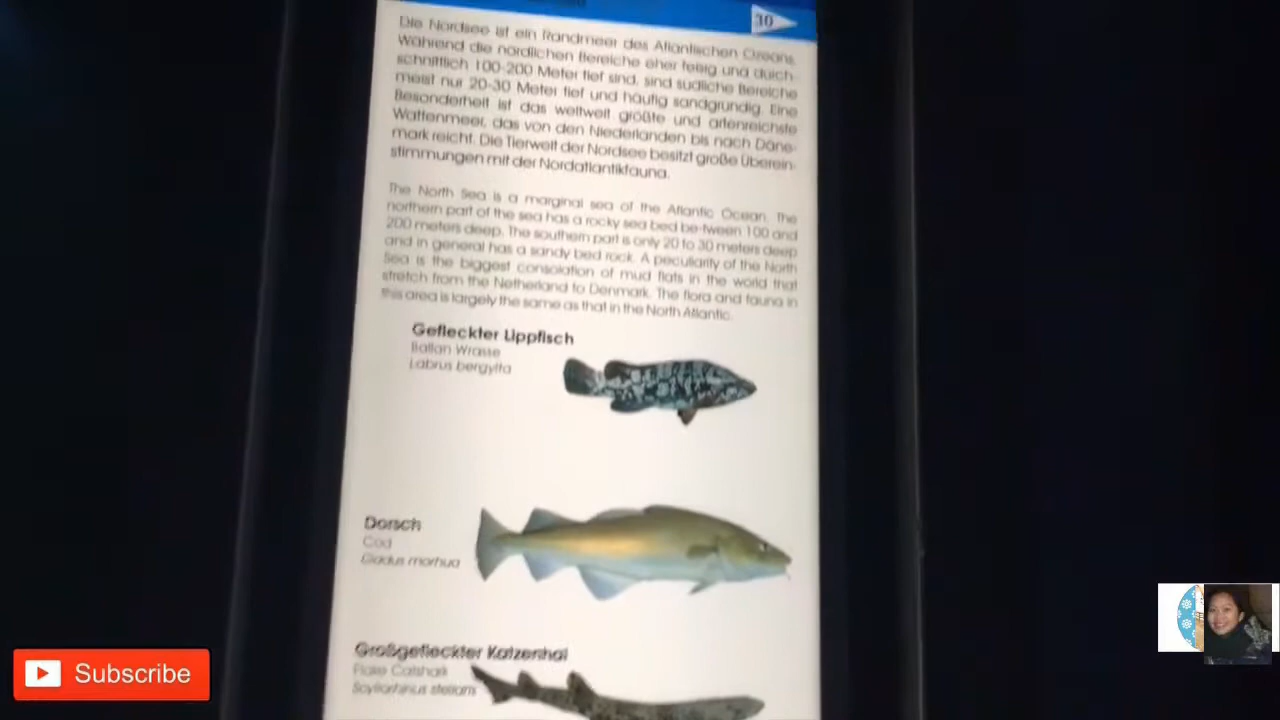 30
Die Nordsee ist ein Randmeer des Atlantischen Ozeans.
Während die nördlichen Bereiche eher felsig und durch-
schnittlich 100-200 Meter tief sind, sind südliche Bereiche
meist nur 20-30 Meter tief und häufig sandgrundig. Eine
Besonderheit ist das weltweit größte und artenreichste
Wattenmeer, das von den Niederlanden bis nach Däne-
mark reicht. Die Tierwelt der Nordsee besitzt große Überein-
stimmungen mit der Nordatlantikfauna.
The North Sea is a marginal sea of the Atlantic Ocean. The
northern part of the sea has a rocky sea bed be-tween 100 and
200 meters deep. The southern part is only 20 to 30 meters deep
and in general has a sandy bed rock. A peculiarity of the North
Sea is the biggest consolation of mud flats in the world that
stretch from the Netherland to Denmark. The flora and fauna in
this area is largely the same as that in the North Atlantic.
Gefleckter Lippfisch
Ballan Wrasse
Labrus bergylta
Dorsch
Cod
Gadus morhua
Großgefleckter Katzenhai
Catshark
Scyliorhinus stellaris
Subscribe